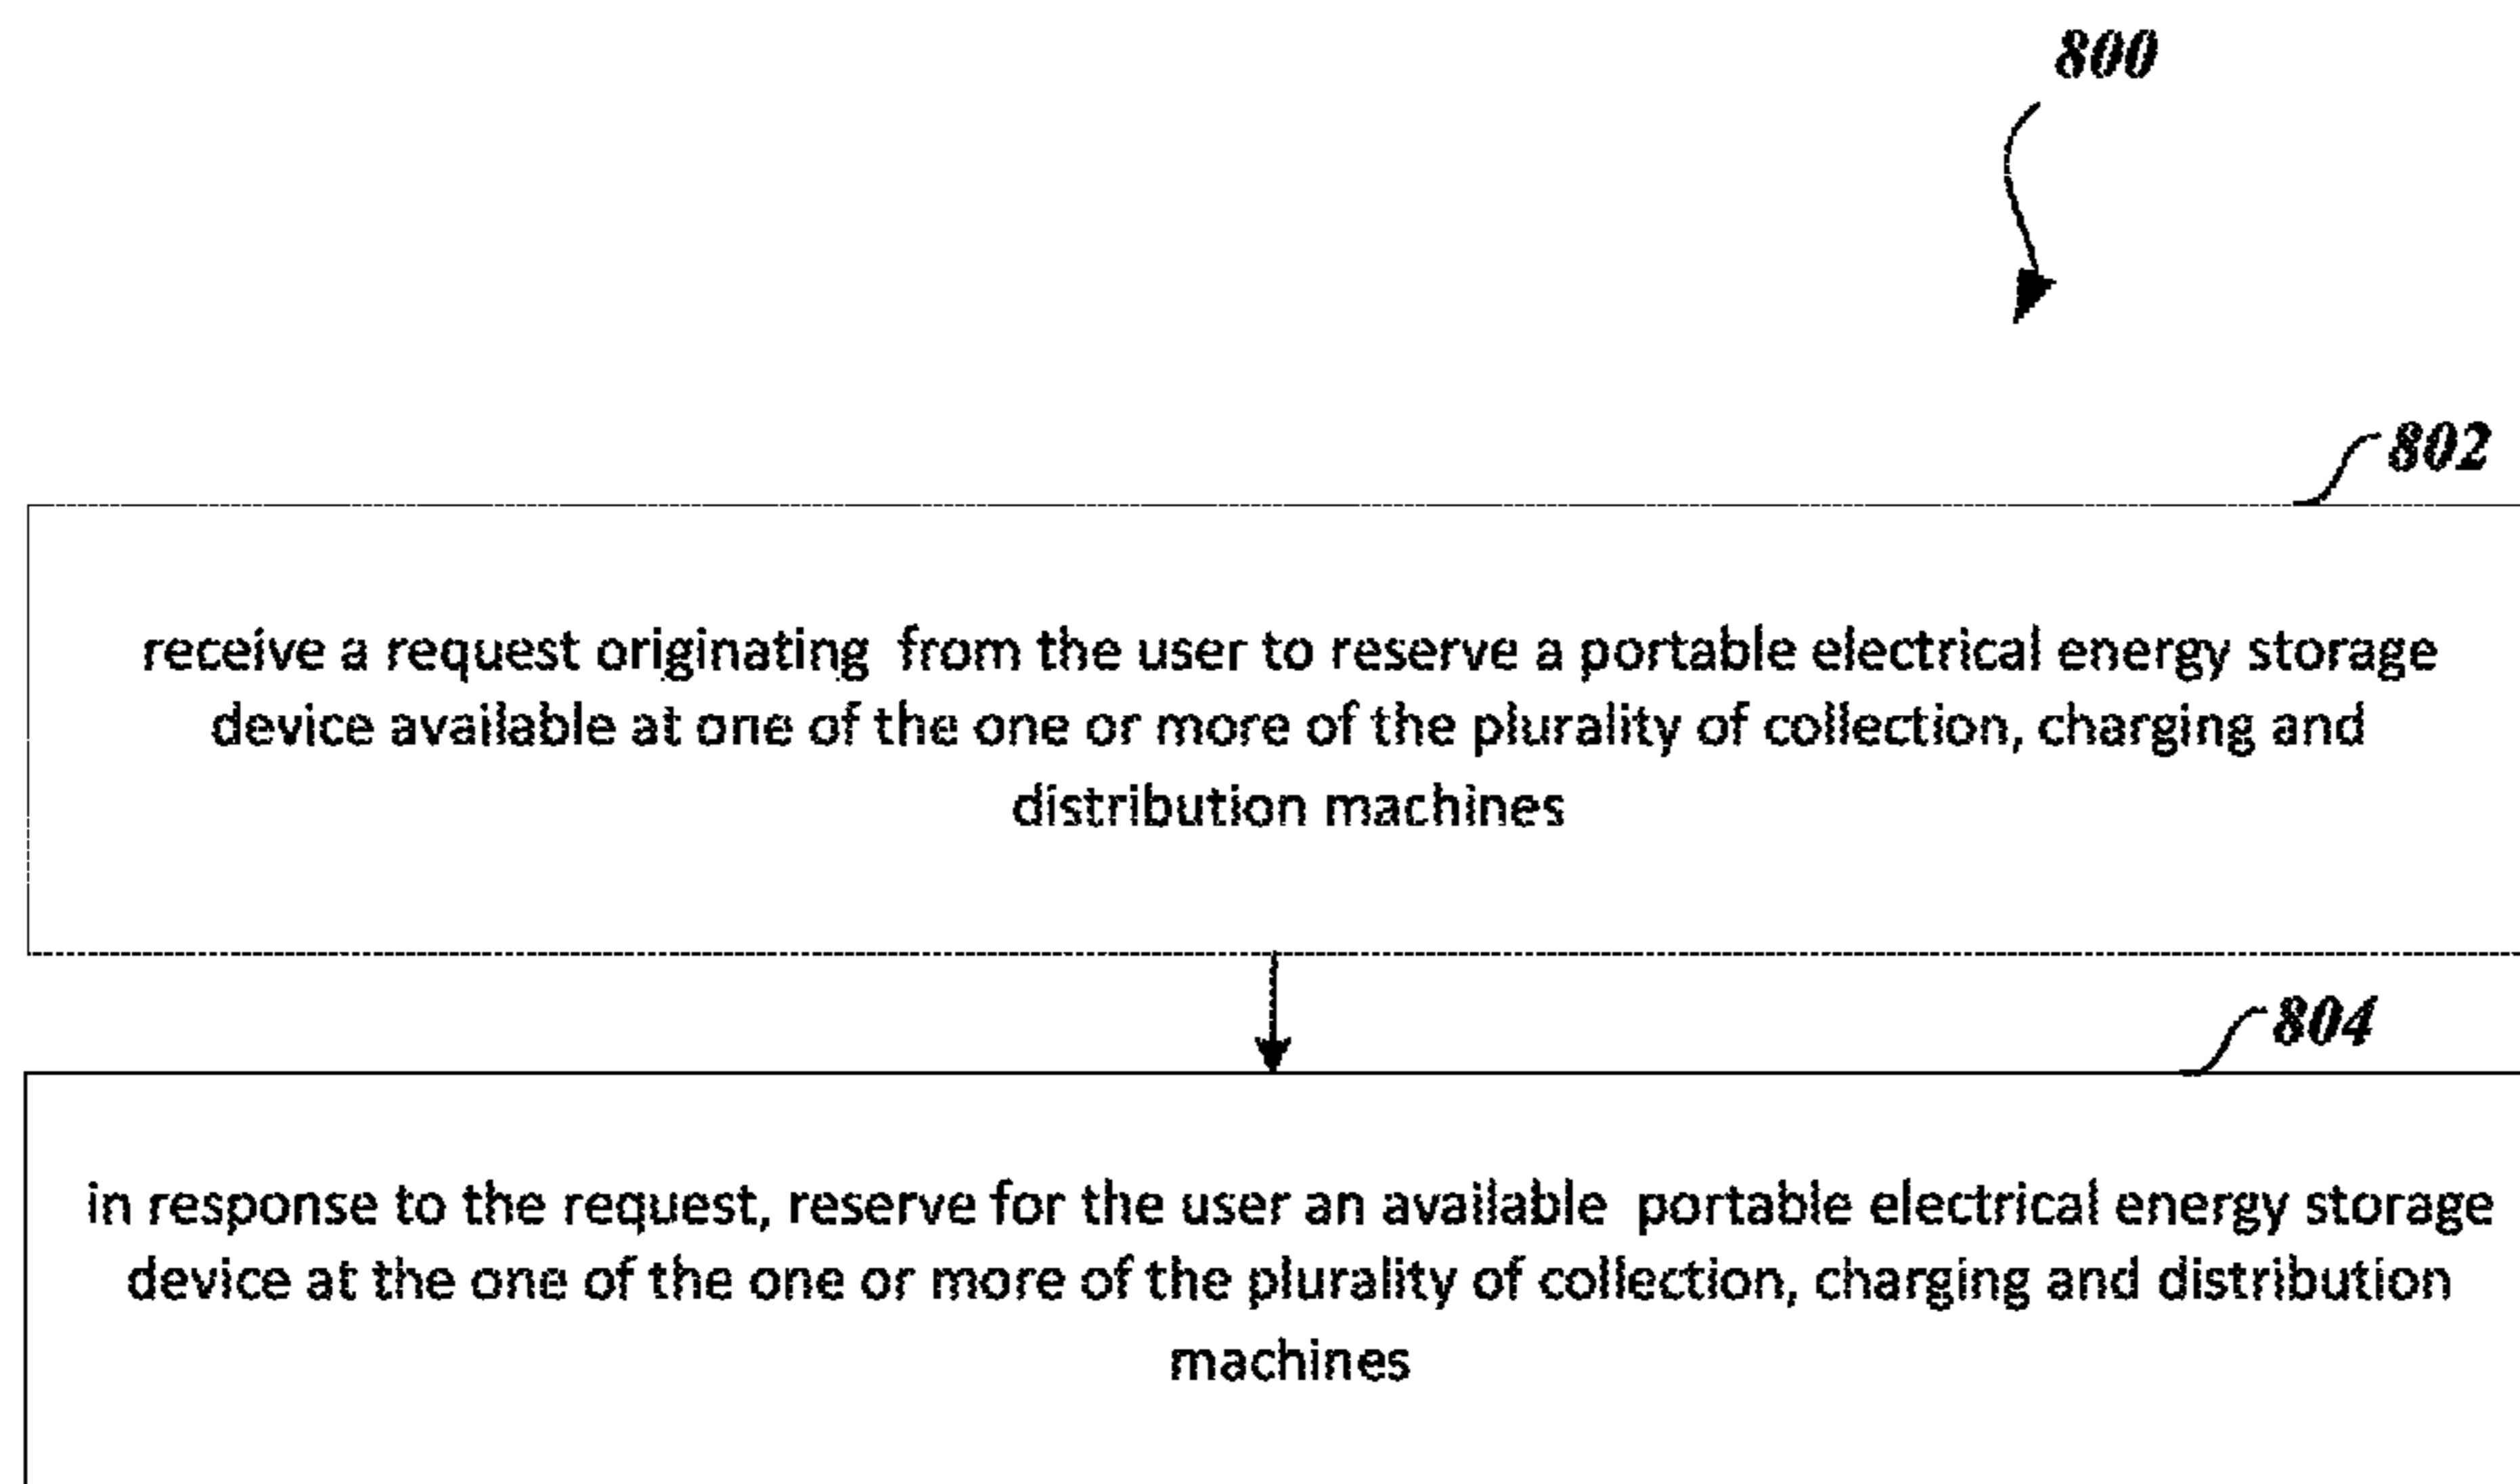 800
802
receive a request originating from the user to reserve a portable electrical energy storage
device available at one of the one or more of the plurality of collection, charging and
distribution machines
804
in response to the request, reserve for the user an available portable electrical energy storage
device at the one of the one or more of the plurality of collection, charging and distribution
machines